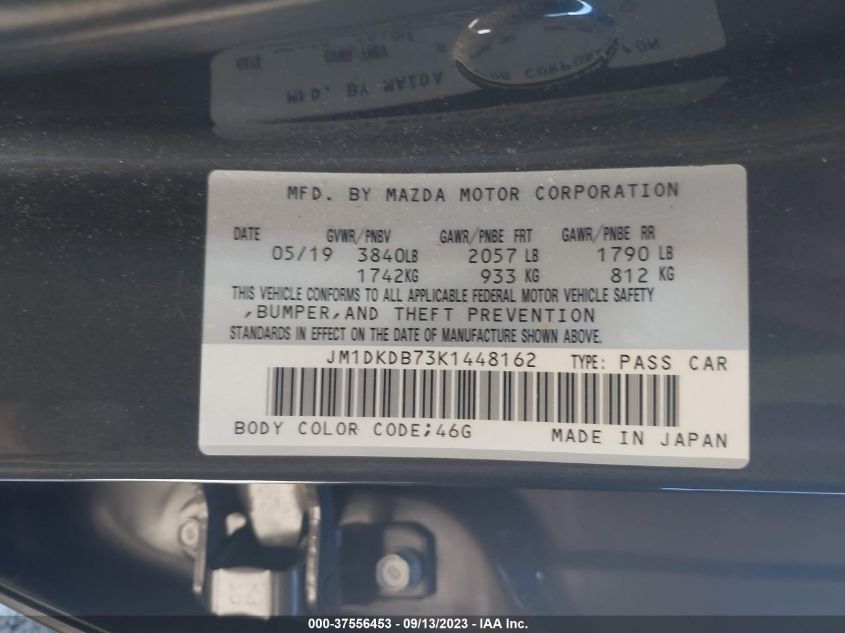 MFD. BY MAZDA MOTOR CORPORATION
DATE GVWR/PNBV GAWR/PNBE FRT GAWR/PNBE RR
05/19 3840LB 2057 LB 1790 LB
1742KG 933 KG 812 KG
THIS VEHICLE CONFORMS TO ALL APPLICABLE FEDERAL MOTOR VEHICLE SAFETY
,BUMPER,AND THEFT PREVENTION
STANDARDS IN EFFECT ON THE DATE OF MANUFACTURE SHOWN ABOVE.
JM1DKDB73K1448162 TYPE: PASS CAR
BODY COLOR CODE;46G MADE IN JAPAN
000-37556453 - 09/13/2023 - IAA Inc.